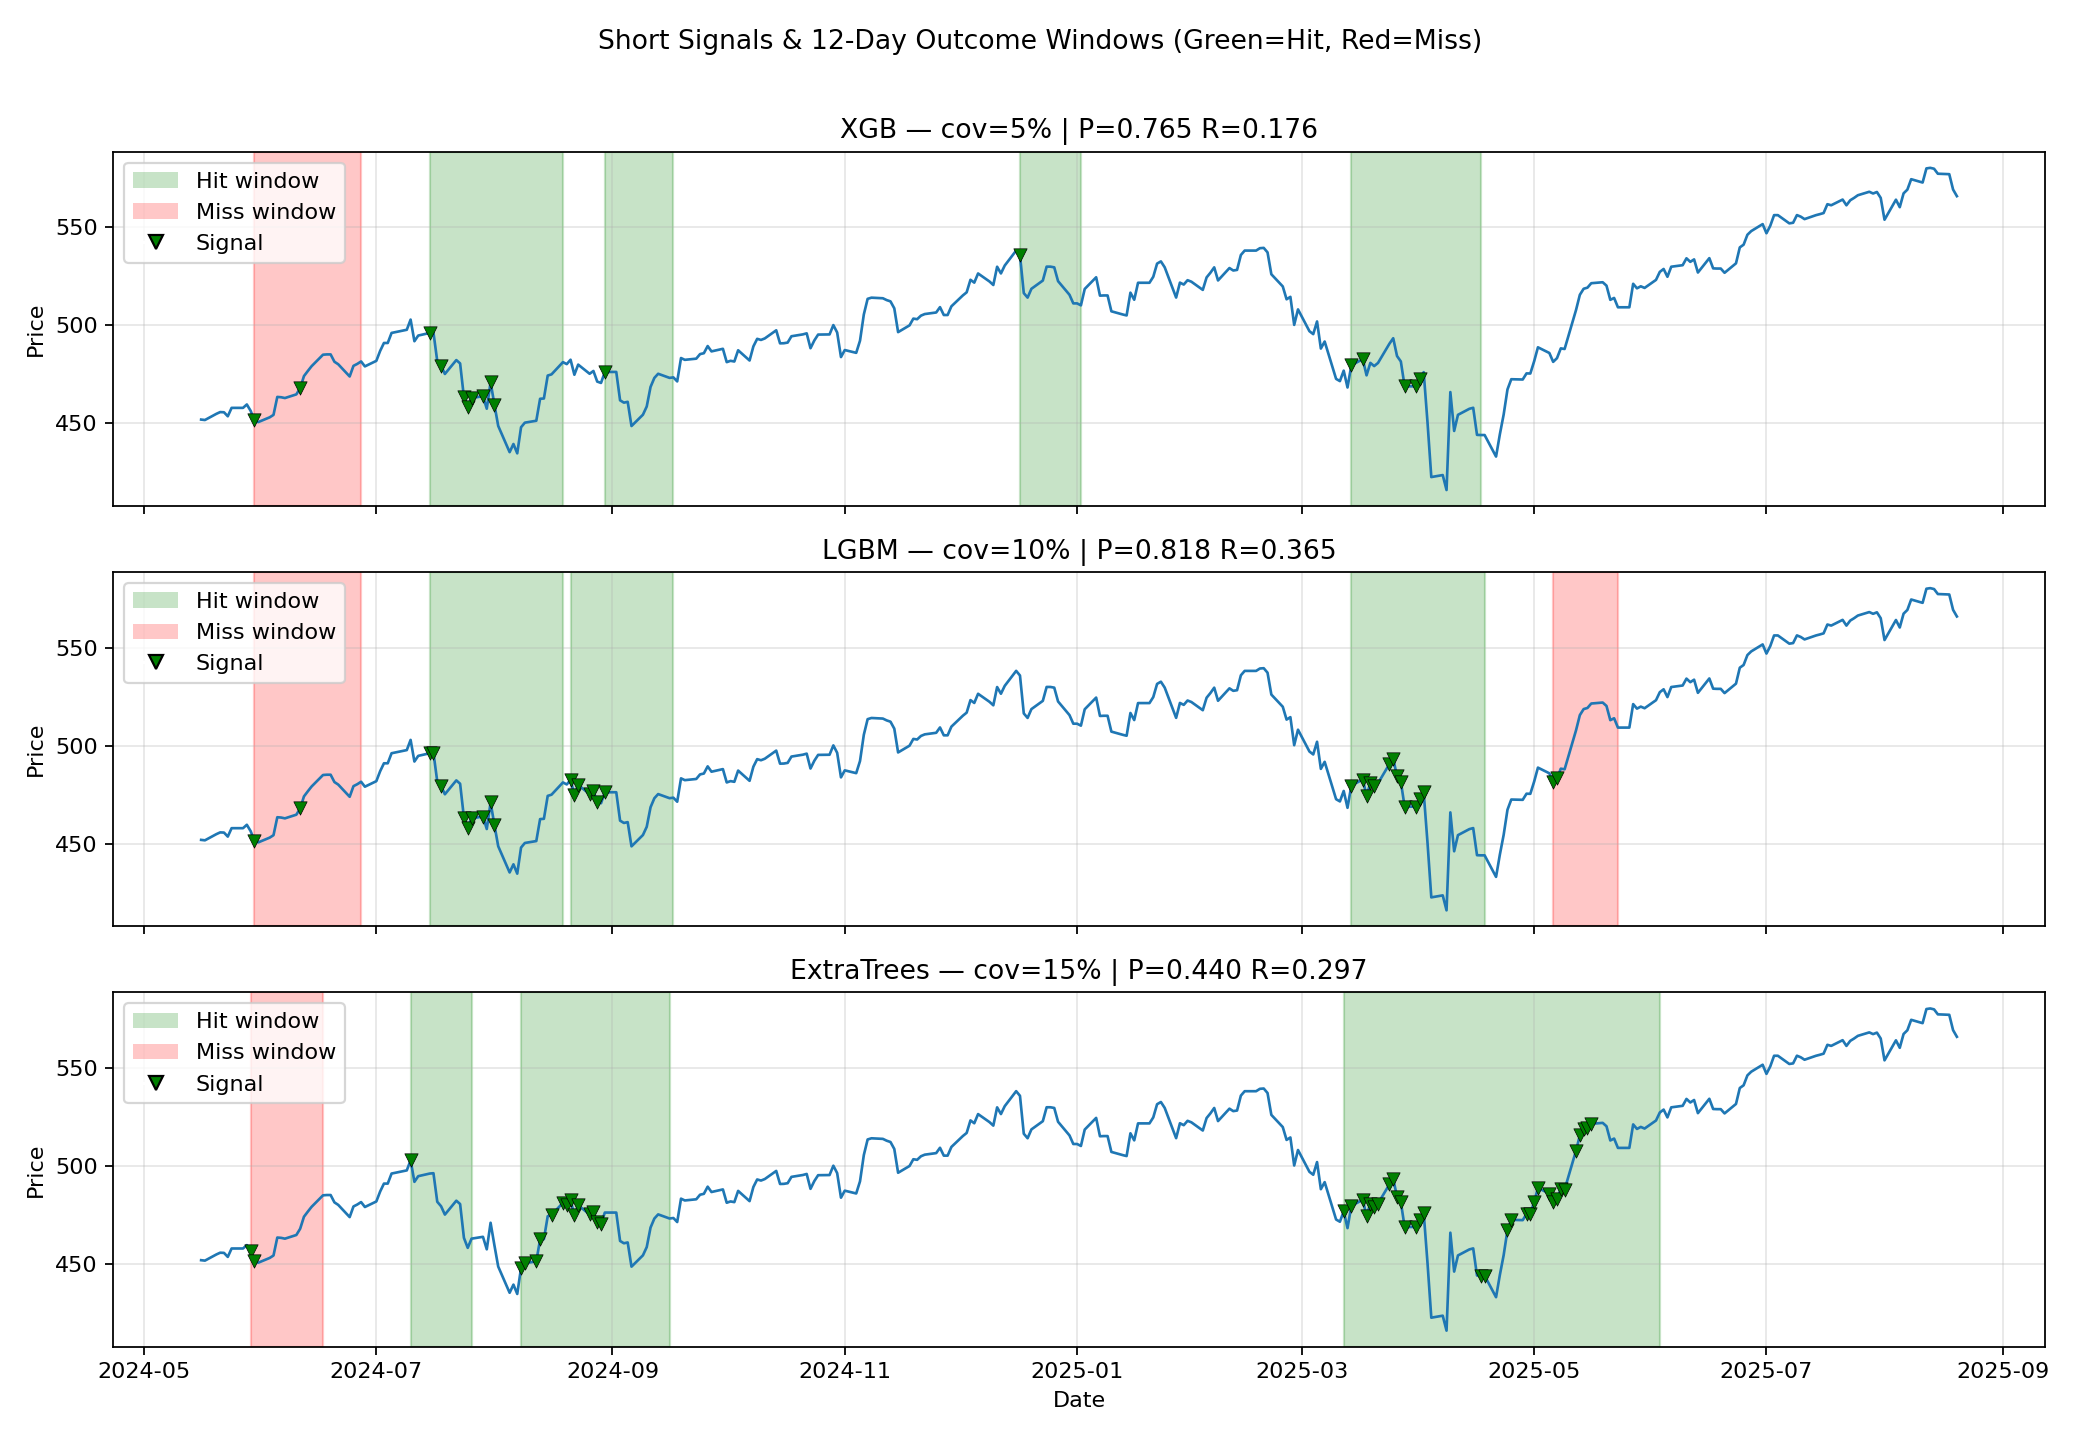 Short Signals & 12-Day Outcome Windows (Green=Hit, Red=Miss)
XGB — cov=5% | P=0.765 R=0.176
Hit window
Miss window
Signal
Price
550
500
450
LGBM — cov=10% | P=0.818 R=0.365
Hit window
Miss window
Signal
Price
550
500
450
ExtraTrees — cov=15% | P=0.440 R=0.297
Hit window
Miss window
Signal
Price
550
500
450
2024-05 2024-07 2024-09 2024-11 2025-01 2025-03 2025-05 2025-07 2025-09
Date